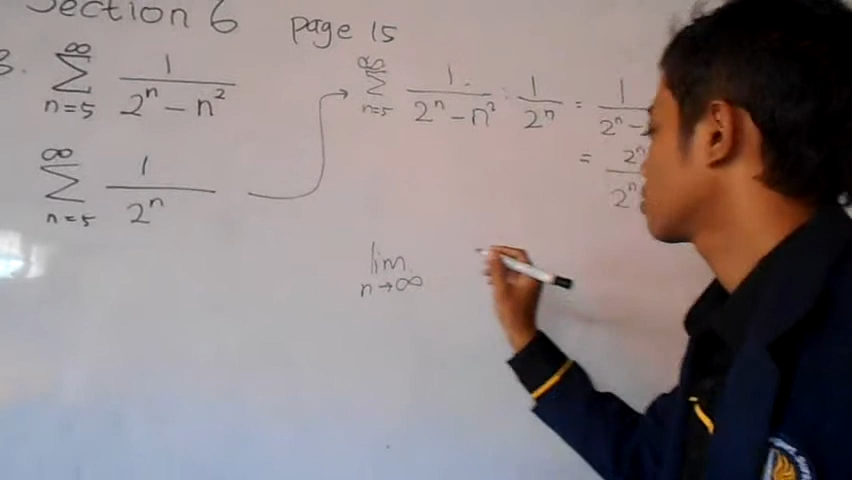 Section 6
page 15
3. ∞ Σ n=5 1 / 2ⁿ - n²
∞ Σ n=5 1 / 2ⁿ
∞ Σ n=5 1 / 2ⁿ - n² : 1 / 2ⁿ = 1 / 2ⁿ -
= 2ⁿ / 2ⁿ
lim n→∞